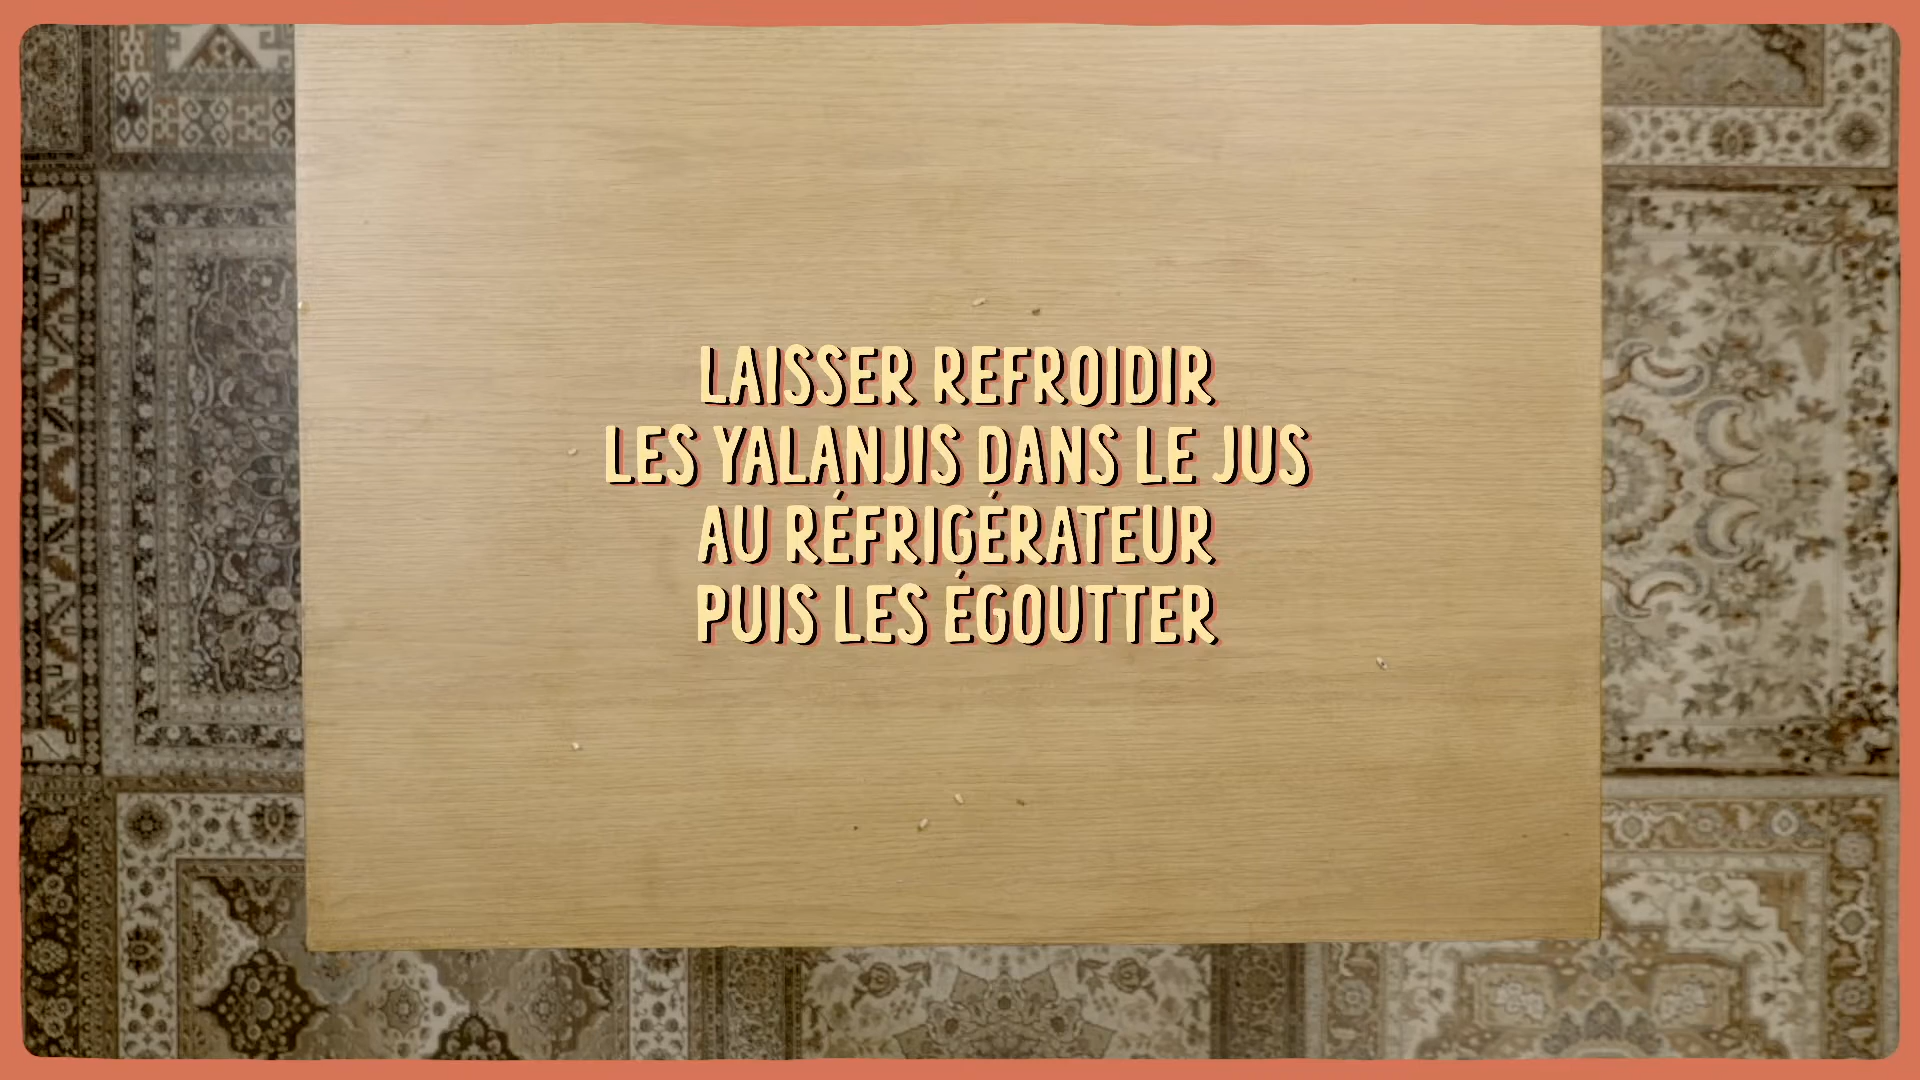 LAISSER REFROIDIR
LES YALANJIS DANS LE JUS
AU RÉFRIGÉRATEUR
PUIS LES ÉGOUTTER